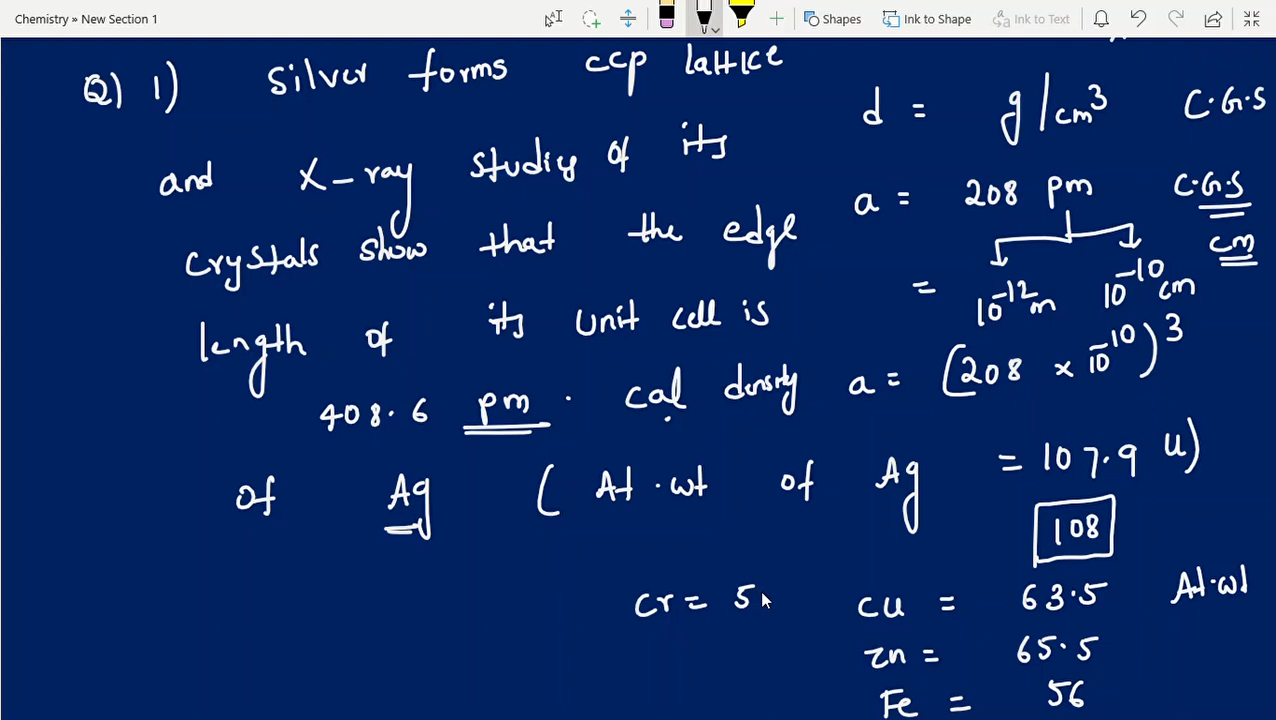 Chemistry » New Section 1
Shapes
Ink to Shape
Ink to Text
Q) 1) Silver forms ccp lattice
and X-ray studies of its
crystals show that the edge
length of its unit cell is
408.6 pm. cal density
of Ag (At.wt of Ag = 107.9 u)
108
d = g/cm³ C.G.S
a = 208 pm C.G.S
cm
= 10⁻¹²m 10⁻¹⁰cm
a = (208 × 10⁻¹⁰)³
cr = 5
cu = 63.5 At.wt
zn = 65.5
Fe = 56